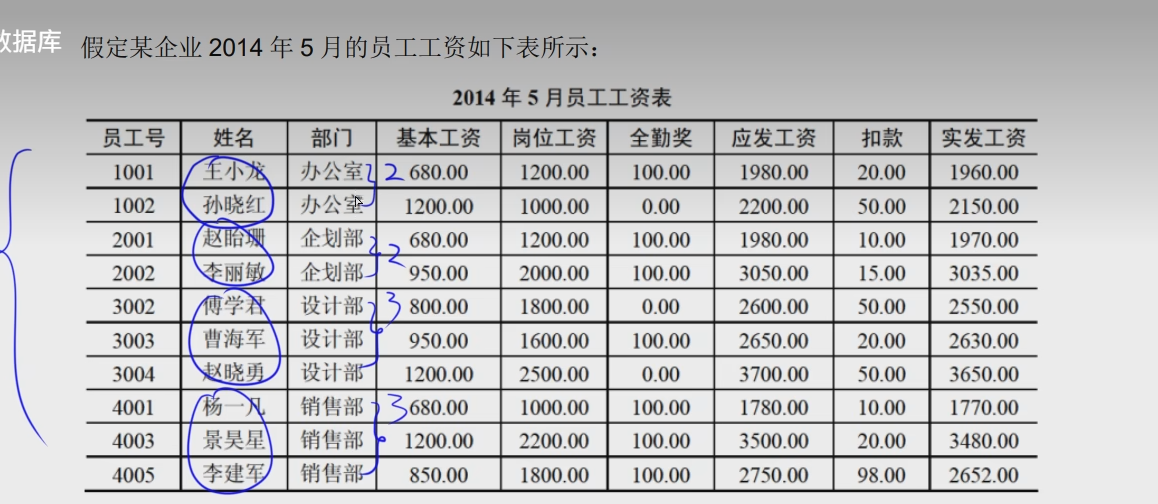 数据库 假定某企业 2014 年 5 月的员工工资如下表所示：
2014 年 5 月员工工资表
员工号 姓名 部门 基本工资 岗位工资 全勤奖 应发工资 扣款 实发工资
1001 王小龙 办公室 2 680.00 1200.00 100.00 1980.00 20.00 1960.00
1002 孙晓红 办公室 1200.00 1000.00 0.00 2200.00 50.00 2150.00
2001 赵眙珊 企划部 2 680.00 1200.00 100.00 1980.00 10.00 1970.00
2002 李丽敏 企划部 950.00 2000.00 100.00 3050.00 15.00 3035.00
3002 傅学君 设计部 3 800.00 1800.00 0.00 2600.00 50.00 2550.00
3003 曹海军 设计部 950.00 1600.00 100.00 2650.00 20.00 2630.00
3004 赵晓勇 设计部 1200.00 2500.00 0.00 3700.00 50.00 3650.00
4001 杨一凡 销售部 3 680.00 1000.00 100.00 1780.00 10.00 1770.00
4003 景昊星 销售部 1200.00 2200.00 100.00 3500.00 20.00 3480.00
4005 李建军 销售部 850.00 1800.00 100.00 2750.00 98.00 2652.00